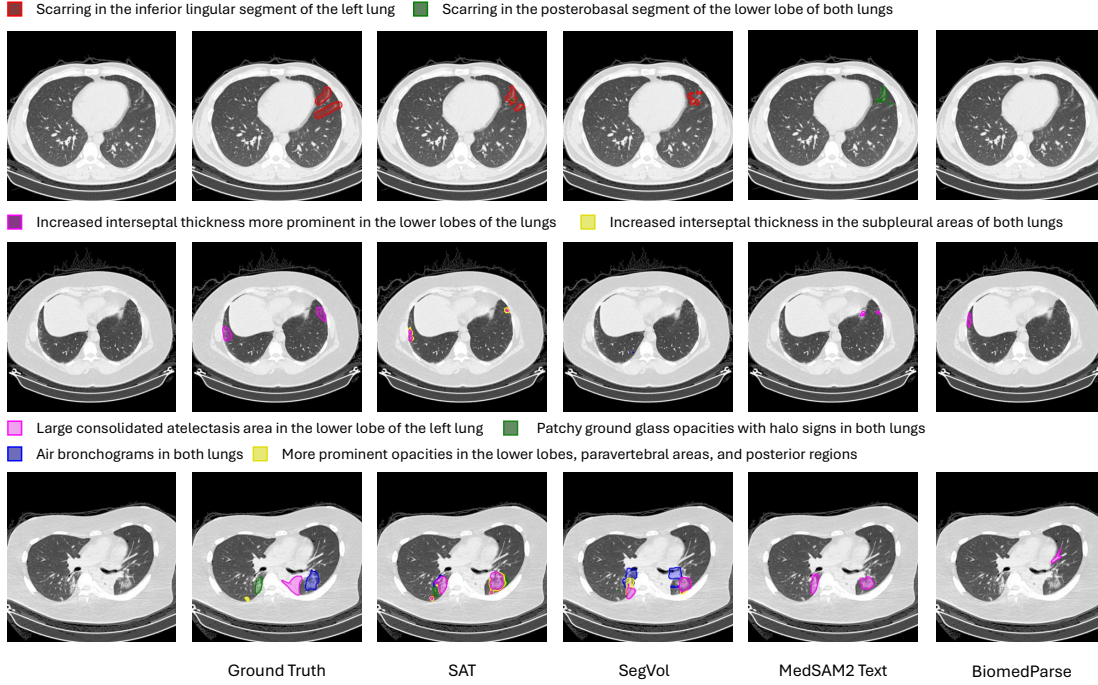 Scarring in the inferior lingular segment of the left lung Scarring in the posterobasal segment of the lower lobe of both lungs
Increased interseptal thickness more prominent in the lower lobes of the lungs Increased interseptal thickness in the subpleural areas of both lungs
Large consolidated atelectasis area in the lower lobe of the left lung Patchy ground glass opacities with halo signs in both lungs
Air bronchograms in both lungs More prominent opacities in the lower lobes, paravertebral areas, and posterior regions
Ground Truth SAT SegVol MedSAM2 Text BiomedParse